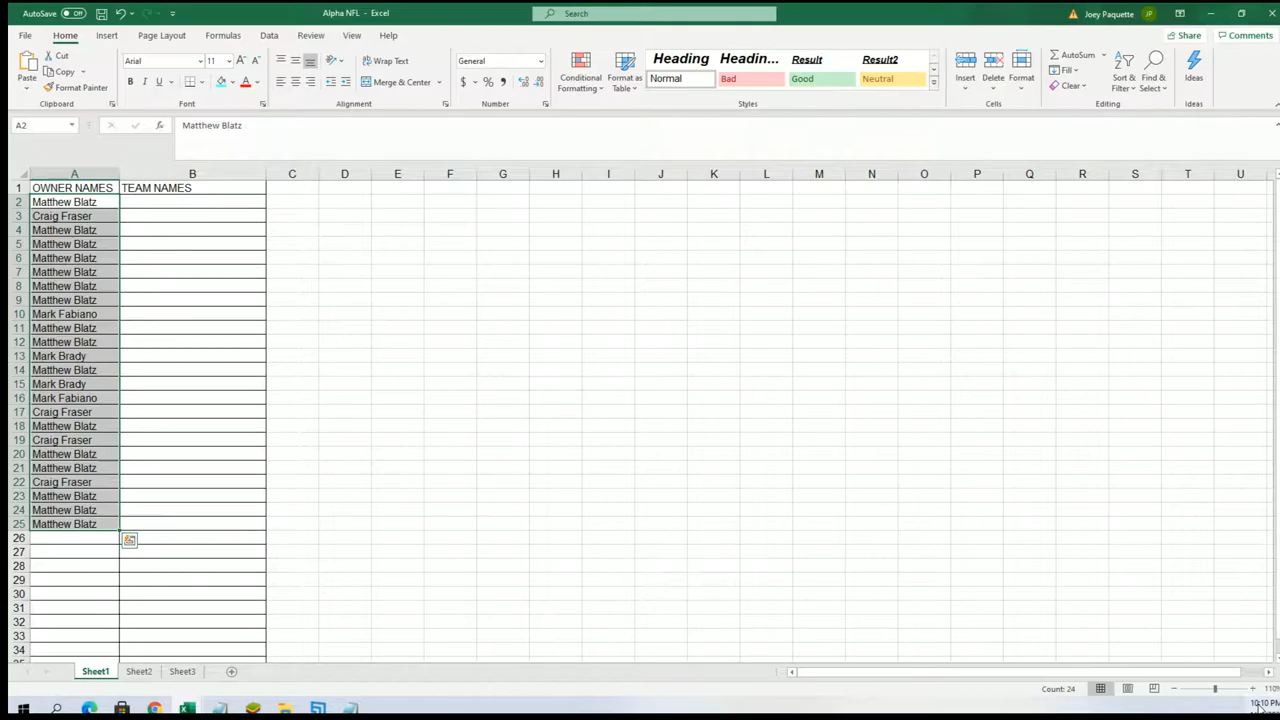 AutoSave Off Alpha NFL - Excel Search Joey Paquette JP
File Home Insert Page Layout Formulas Data Review View Help Share Comments
Paste Cut Copy Format Painter Clipboard
Arial 11 B I U A A A Font
Wrap Text Merge & Center Alignment
General $ % Number
Conditional Formatting Format as Table
Heading Headin... Result Result2
Normal Bad Good Neutral
Styles
Insert Delete Format Cells
AutoSum Fill Clear Sort & Filter Find & Select Editing
Ideas Ideas
A2 fx Matthew Blatz
A B C D E F G H I J K L M N O P Q R S T U
1 OWNER NAMES TEAM NAMES
2 Matthew Blatz
3 Craig Fraser
4 Matthew Blatz
5 Matthew Blatz
6 Matthew Blatz
7 Matthew Blatz
8 Matthew Blatz
9 Matthew Blatz
10 Mark Fabiano
11 Matthew Blatz
12 Matthew Blatz
13 Mark Brady
14 Matthew Blatz
15 Mark Brady
16 Mark Fabiano
17 Craig Fraser
18 Matthew Blatz
19 Craig Fraser
20 Matthew Blatz
21 Matthew Blatz
22 Craig Fraser
23 Matthew Blatz
24 Matthew Blatz
25 Matthew Blatz
26
27
28
29
30
31
32
33
34
Sheet1 Sheet2 Sheet3
Count: 24 110%
10:10 PM